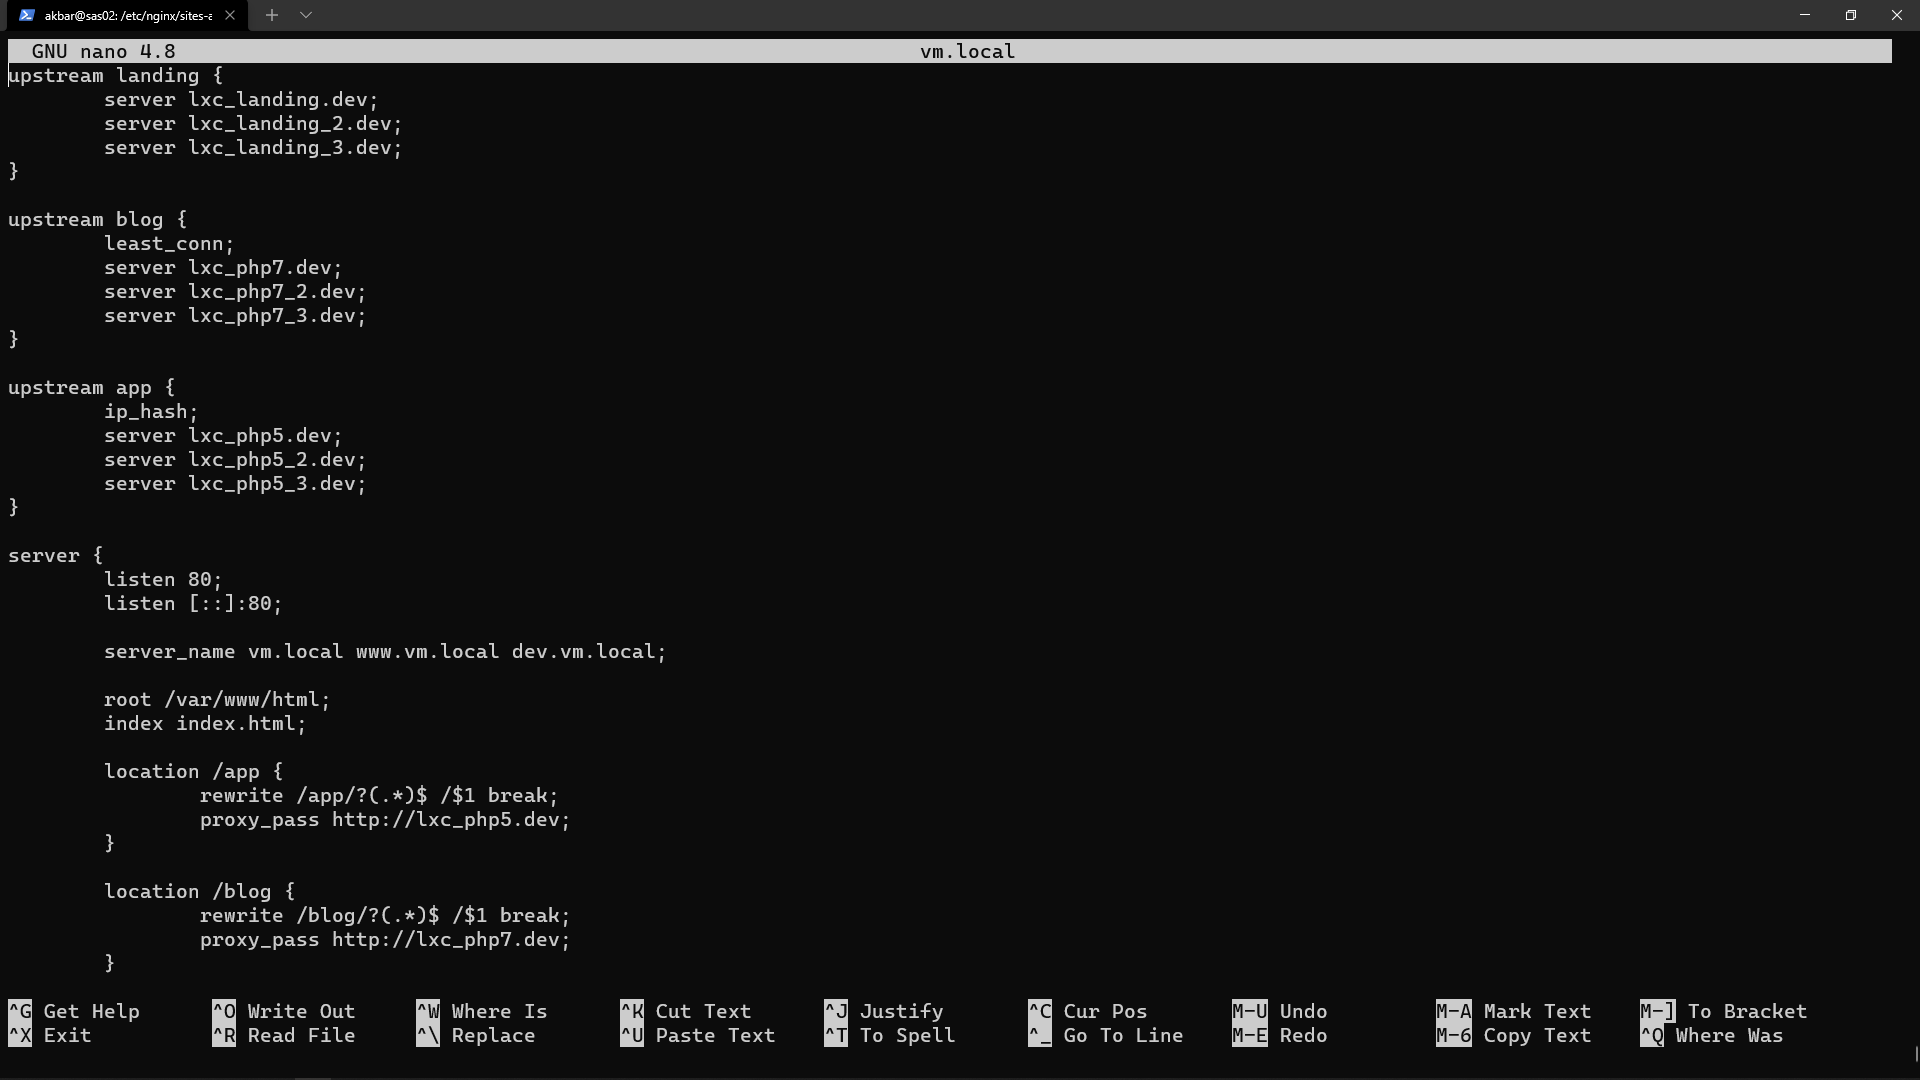 akbar@sas02: /etc/nginx/sites-a
GNU nano 4.8 vm.local
upstream landing {
        server lxc_landing.dev;
        server lxc_landing_2.dev;
        server lxc_landing_3.dev;
}

upstream blog {
        least_conn;
        server lxc_php7.dev;
        server lxc_php7_2.dev;
        server lxc_php7_3.dev;
}

upstream app {
        ip_hash;
        server lxc_php5.dev;
        server lxc_php5_2.dev;
        server lxc_php5_3.dev;
}

server {
        listen 80;
        listen [::]:80;

        server_name vm.local www.vm.local dev.vm.local;

        root /var/www/html;
        index index.html;

        location /app {
                rewrite /app/?(.*)$ /$1 break;
                proxy_pass http://lxc_php5.dev;
        }

        location /blog {
                rewrite /blog/?(.*)$ /$1 break;
                proxy_pass http://lxc_php7.dev;
        }

^G Get Help ^O Write Out ^W Where Is ^K Cut Text ^J Justify ^C Cur Pos M-U Undo M-A Mark Text M-] To Bracket
^X Exit ^R Read File ^\ Replace ^U Paste Text ^T To Spell ^_ Go To Line M-E Redo M-6 Copy Text ^Q Where Was